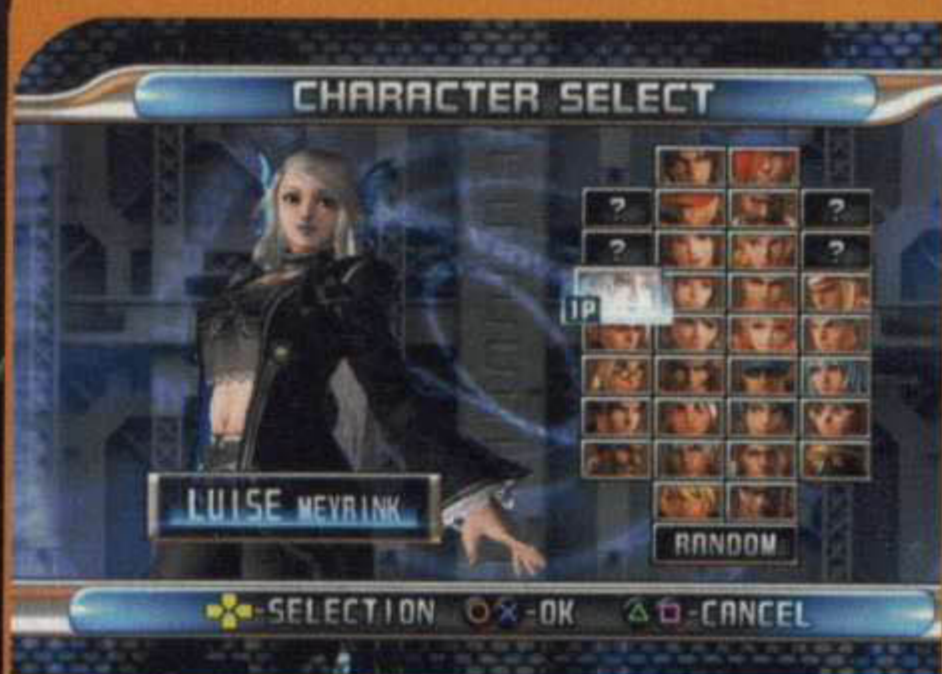 CHARACTER SELECT
?
?
?
?
1P
LUISE MEYRINK
RANDOM
-SELECTION -OK -CANCEL